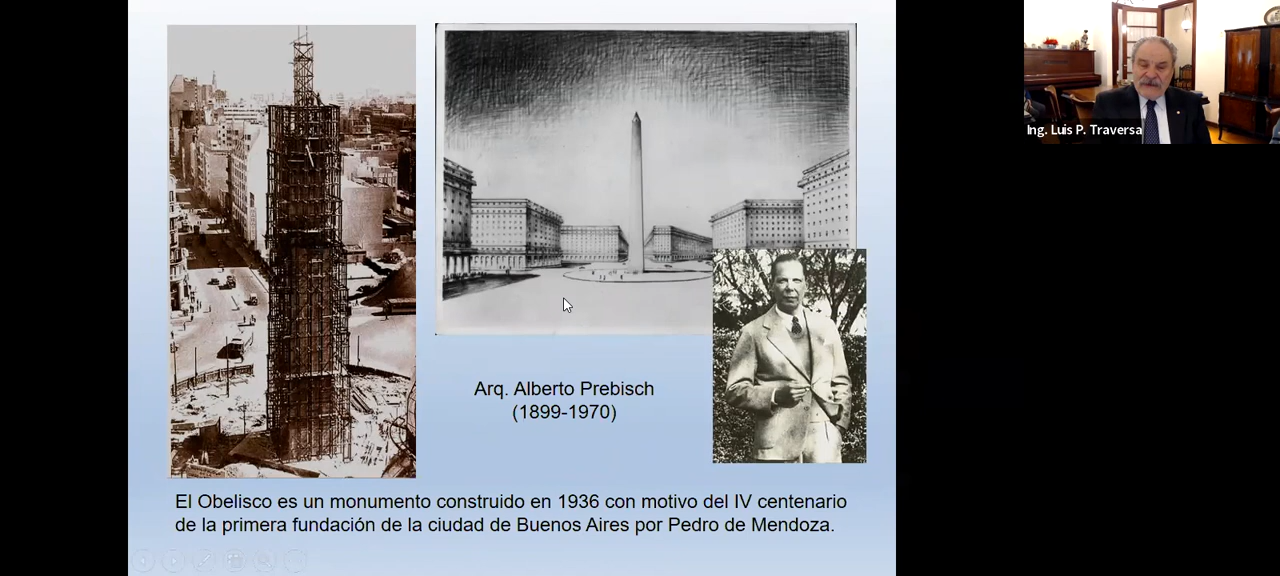 Ing. Luis P. Traversa
Arq. Alberto Prebisch
(1899-1970)
El Obelisco es un monumento construido en 1936 con motivo del IV centenario
de la primera fundación de la ciudad de Buenos Aires por Pedro de Mendoza.